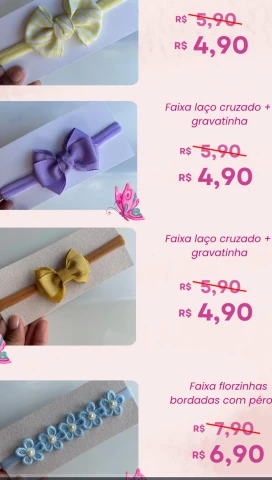 R$ 5,90
R$ 4,90
Faixa laço cruzado +
gravatinha
R$ 5,90
R$ 4,90
Faixa laço cruzado +
gravatinha
R$ 5,90
R$ 4,90
Faixa florzinhas
bordadas com
R$ 7,90
R$ 6,90